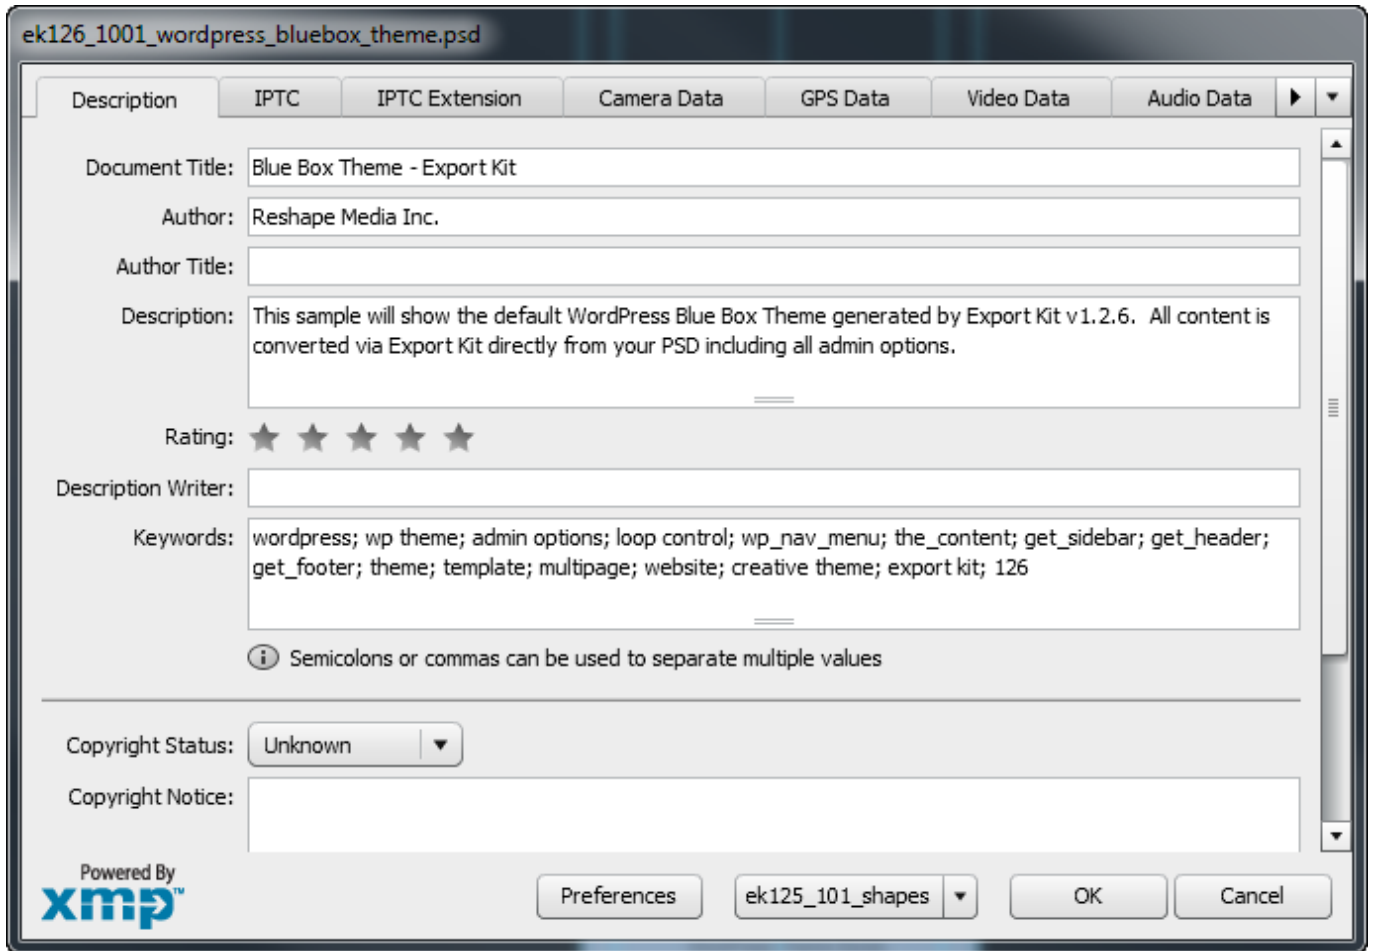 ek126_1001_wordpress_bluebox_theme.psd
Description IPTC IPTC Extension Camera Data GPS Data Video Data Audio Data
Document Title: Blue Box Theme - Export Kit
Author: Reshape Media Inc.
Author Title:
Description: This sample will show the default WordPress Blue Box Theme generated by Export Kit v1.2.6. All content is
converted via Export Kit directly from your PSD including all admin options.
Rating:
Description Writer:
Keywords: wordpress; wp theme; admin options; loop control; wp_nav_menu; the_content; get_sidebar; get_header;
get_footer; theme; template; multipage; website; creative theme; export kit; 126
Semicolons or commas can be used to separate multiple values
Copyright Status: Unknown
Copyright Notice:
Powered By
xmp™
Preferences ek125_101_shapes OK Cancel